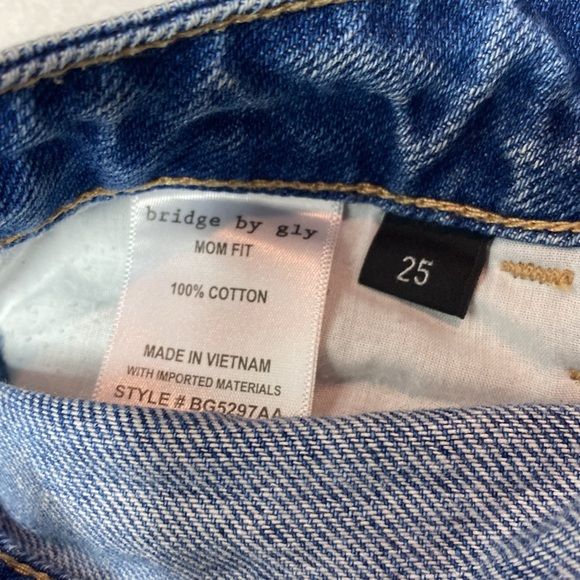 bridge by gly
MOM FIT
100% COTTON
MADE IN VIETNAM
WITH IMPORTED MATERIALS
STYLE # BG5297AA
25